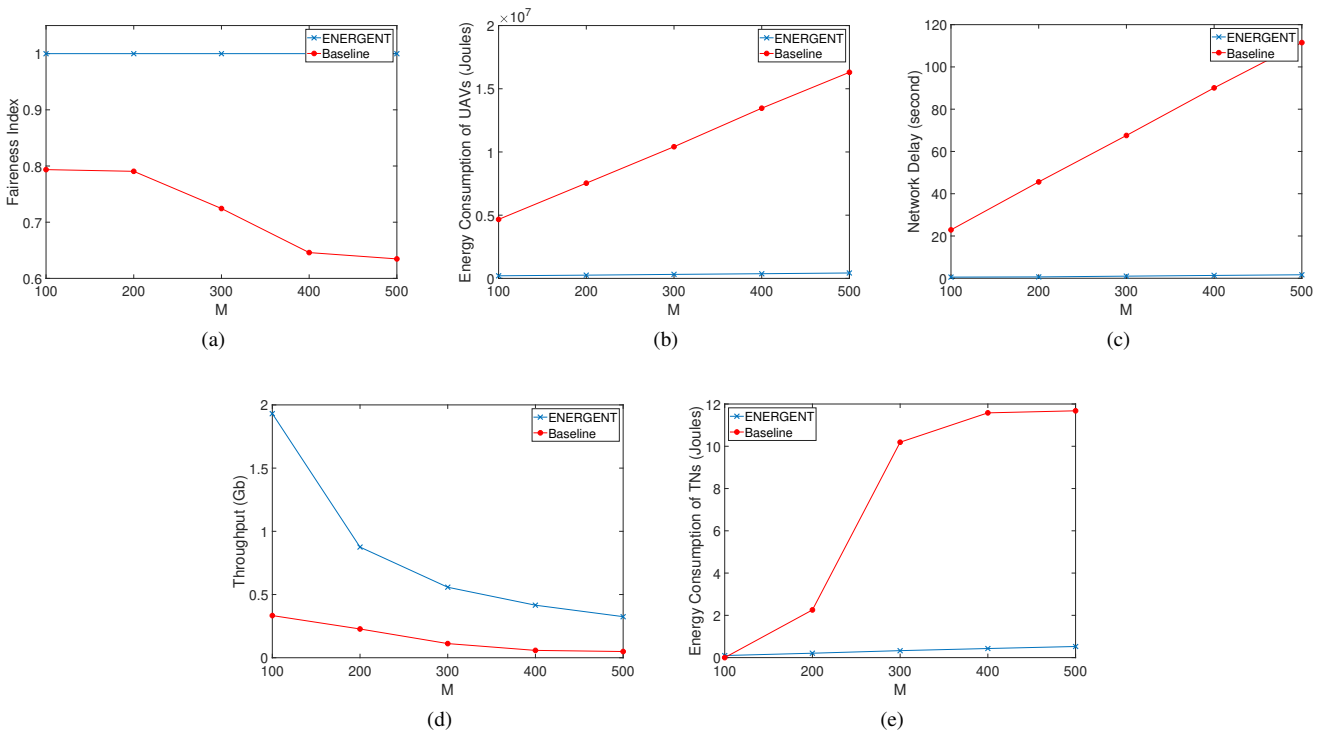 ENERGENT
Baseline
Faireness Index
1
0.9
0.8
0.7
0.6
100 200 300 400 500
M
(a)
×10^7
ENERGENT
Baseline
Energy Consumption of UAVs (Joules)
2
1.5
1
0.5
0
100 200 300 400 500
M
(b)
ENERGENT
Baseline
Network Delay (second)
120
100
80
60
40
20
0
100 200 300 400 500
M
(c)
ENERGENT
Baseline
Throughput (Gb)
2
1.5
1
0.5
0
100 200 300 400 500
M
(d)
ENERGENT
Baseline
Energy Consumption of TNs (Joules)
12
10
8
6
4
2
0
100 200 300 400 500
M
(e)